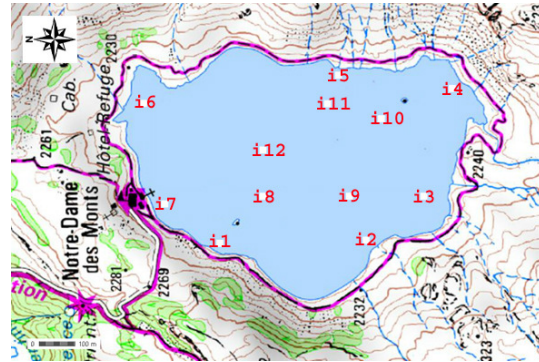 N
2230
i5
i4
i6
Cab.
Hôtel Refuge
i11
i10
2261
i12
2240
i7
i8
i9
i3
Notre-Dame
des Monts
i1
i2
2281
2269
2232
2233
100 m